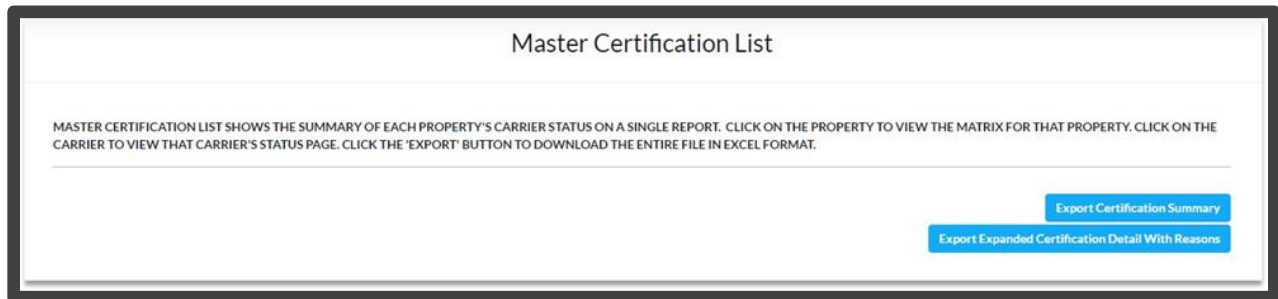 Master Certification List
MASTER CERTIFICATION LIST SHOWS THE SUMMARY OF EACH PROPERTY'S CARRIER STATUS ON A SINGLE REPORT. CLICK ON THE PROPERTY TO VIEW THE MATRIX FOR THAT PROPERTY. CLICK ON THE
CARRIER TO VIEW THAT CARRIER'S STATUS PAGE. CLICK THE 'EXPORT' BUTTON TO DOWNLOAD THE ENTIRE FILE IN EXCEL FORMAT.
Export Certification Summary
Export Expanded Certification Detail With Reasons